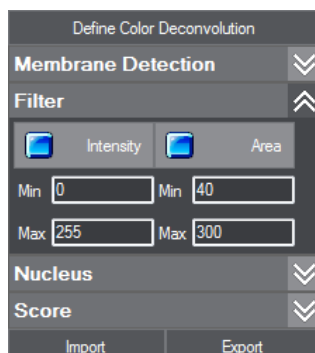 Define Color Deconvolution
Membrane Detection
Filter
Intensity Area
Min 0 Min 40
Max 255 Max 300
Nucleus
Score
Import Export